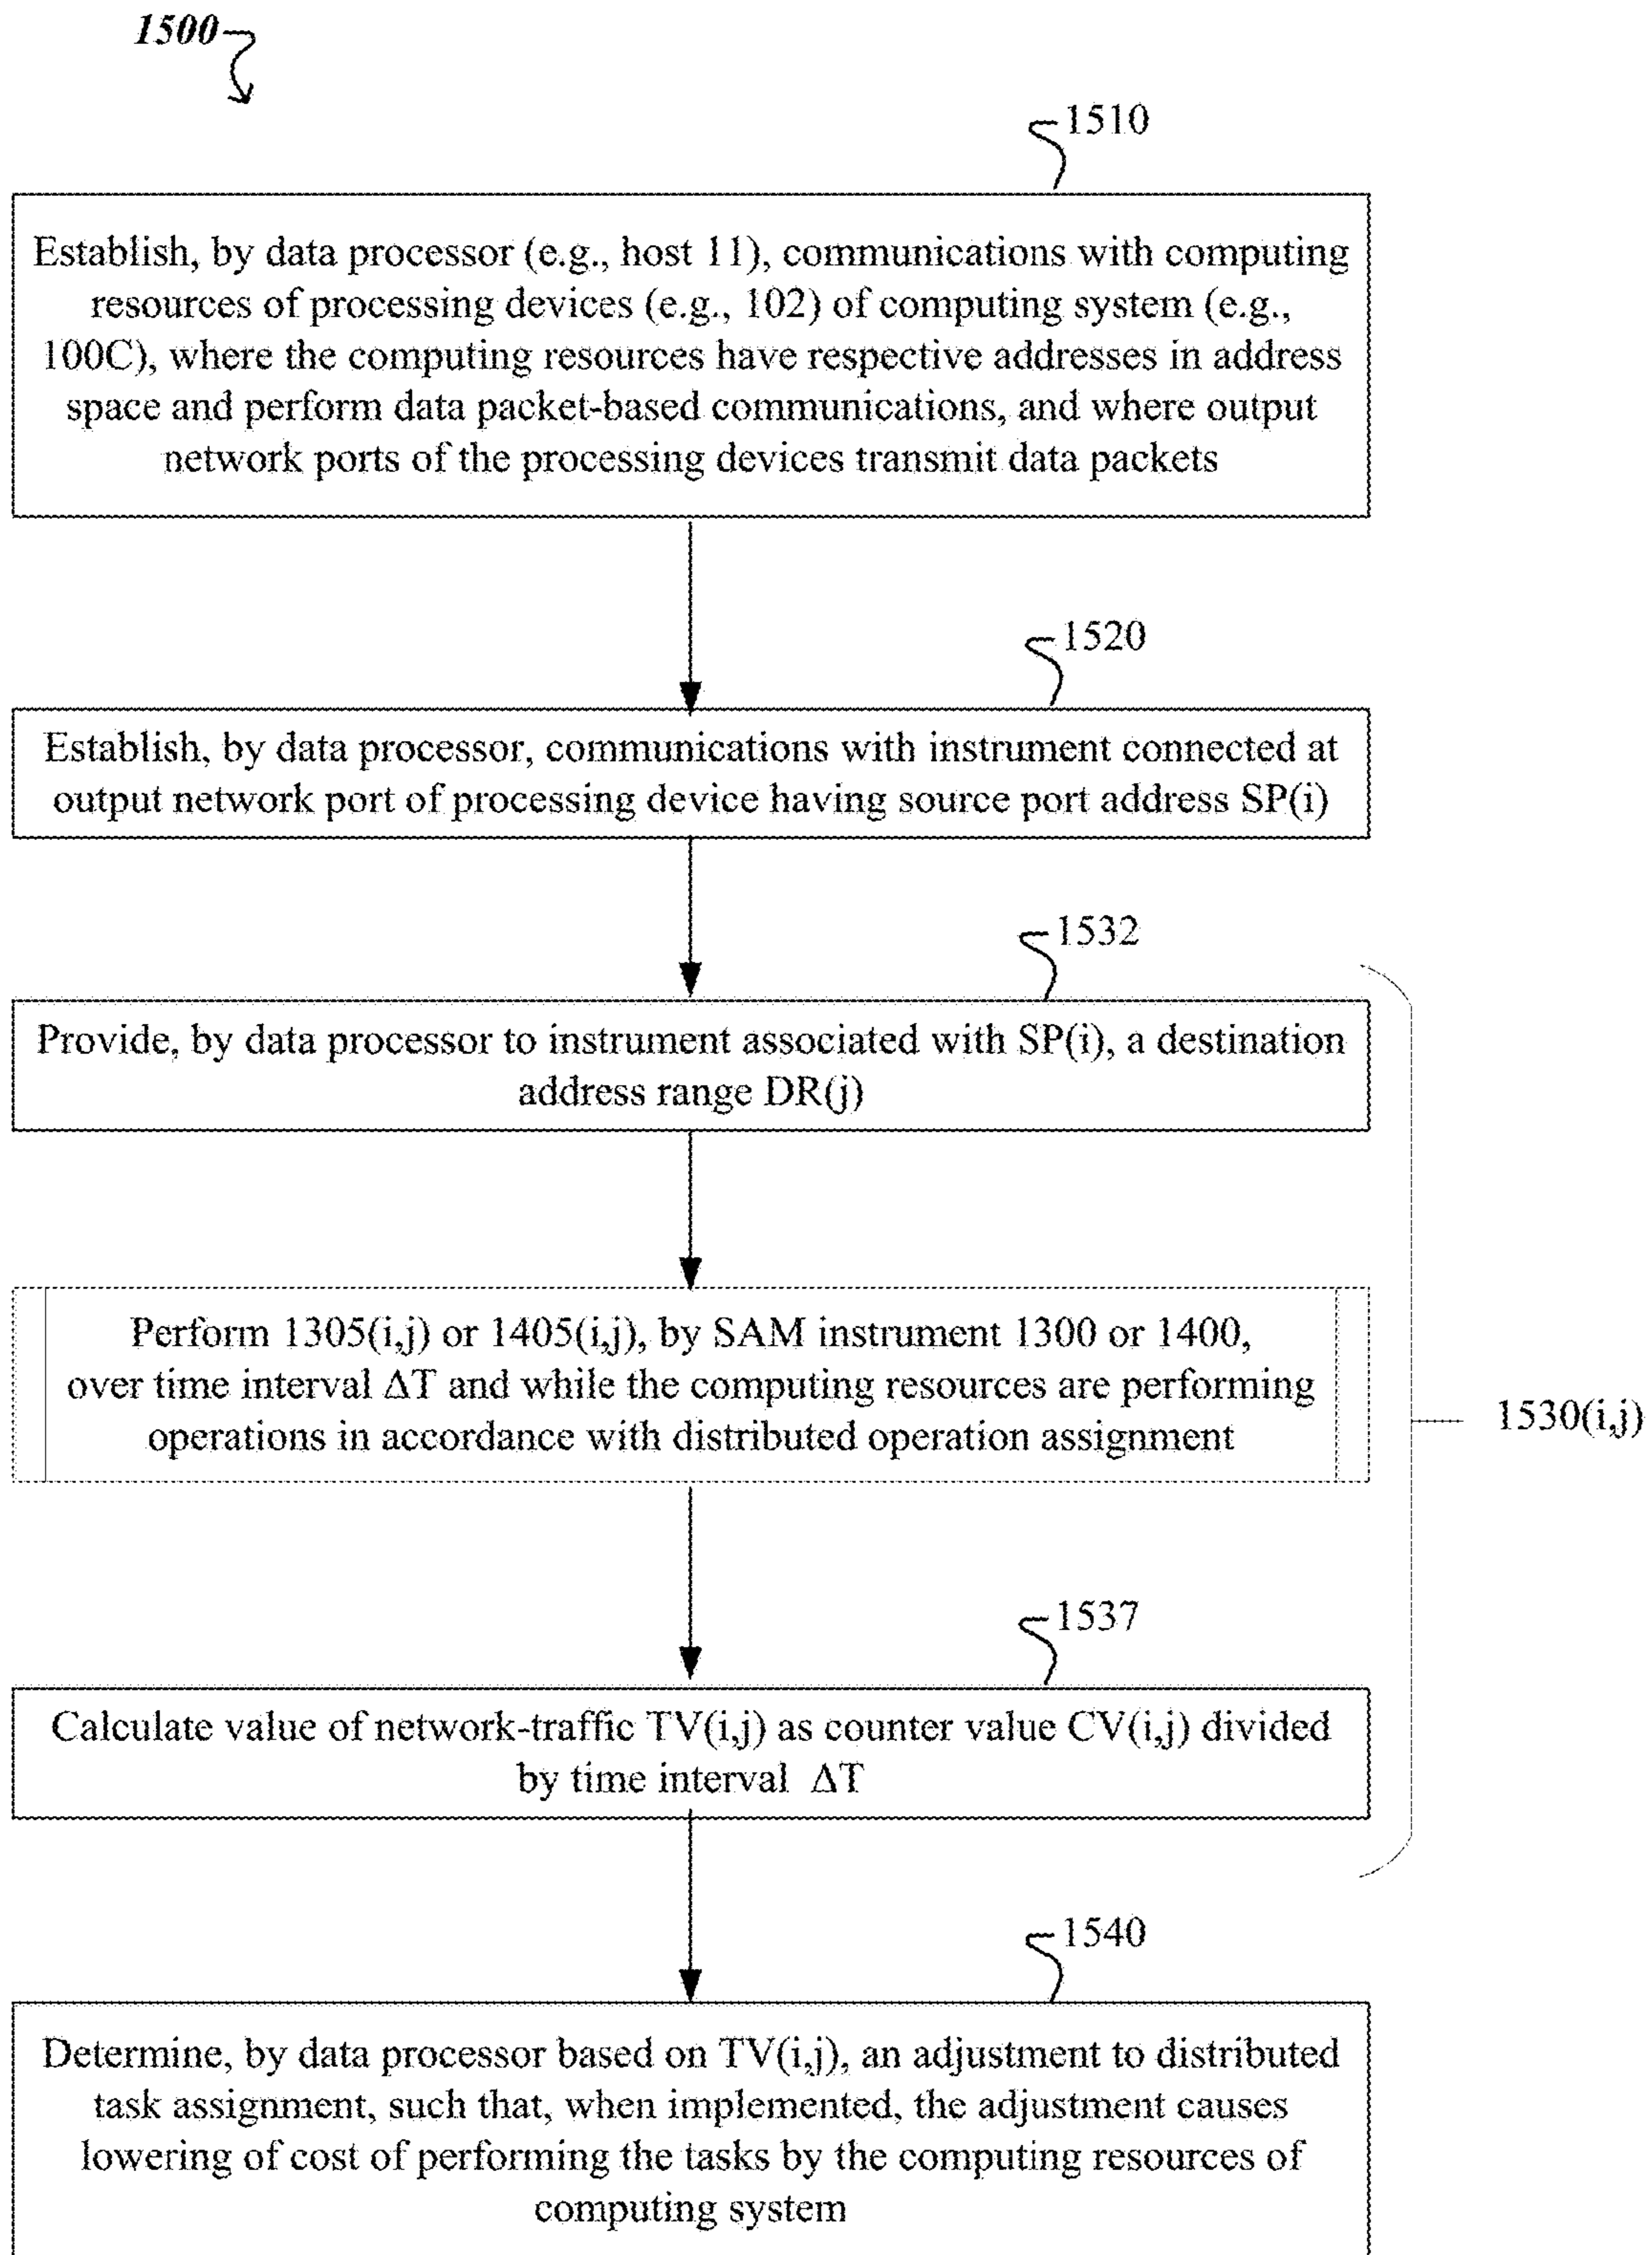 1500
1510
Establish, by data processor (e.g., host 11), communications with computing
resources of processing devices (e.g., 102) of computing system (e.g.,
100C), where the computing resources have respective addresses in address
space and perform data packet-based communications, and where output
network ports of the processing devices transmit data packets
1520
Establish, by data processor, communications with instrument connected at
output network port of processing device having source port address SP(i)
1532
Provide, by data processor to instrument associated with SP(i), a destination
address range DR(j)
Perform 1305(i,j) or 1405(i,j), by SAM instrument 1300 or 1400,
over time interval ΔT and while the computing resources are performing
operations in accordance with distributed operation assignment
1530(i,j)
1537
Calculate value of network-traffic TV(i,j) as counter value CV(i,j) divided
by time interval ΔT
1540
Determine, by data processor based on TV(i,j), an adjustment to distributed
task assignment, such that, when implemented, the adjustment causes
lowering of cost of performing the tasks by the computing resources of
computing system